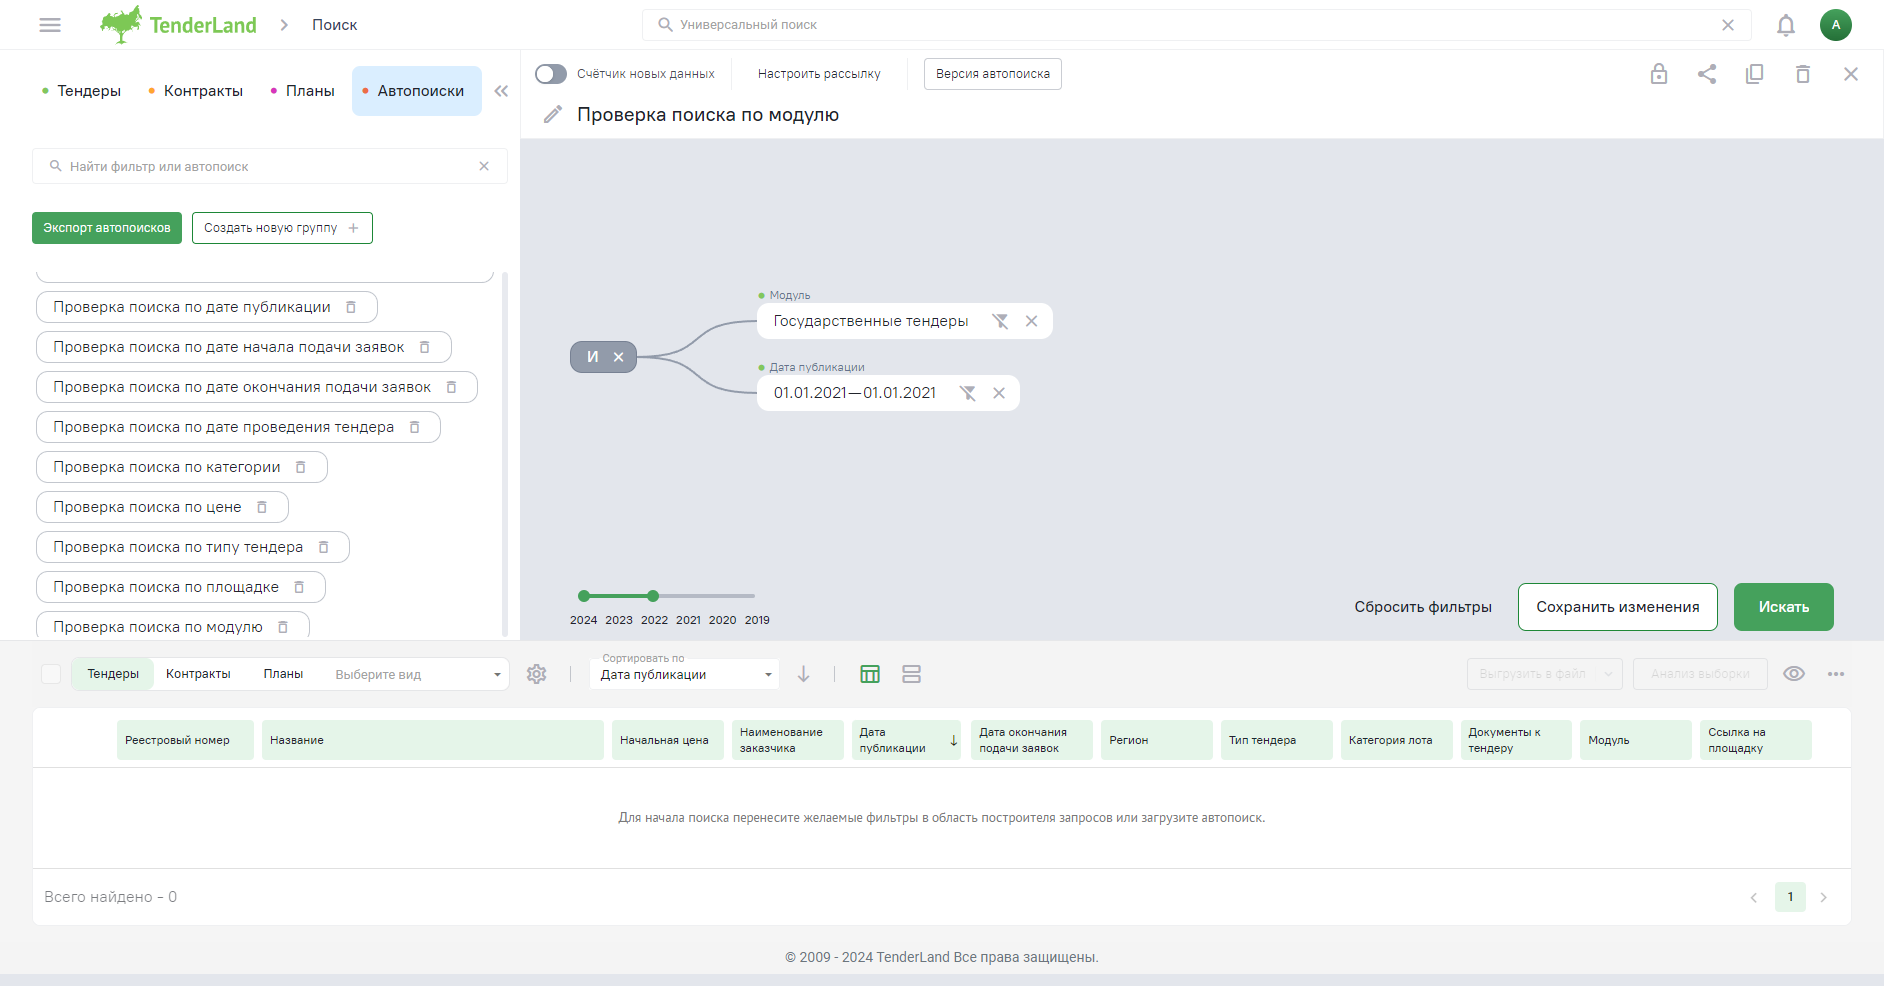 TenderLand
Поиск
Универсальный поиск
А
Тендеры
Контракты
Планы
Автопоиски
Найти фильтр или автопоиск
Экспорт автопоисков
Создать новую группу
Проверка поиска по дате публикации
Проверка поиска по дате начала подачи заявок
Проверка поиска по дате окончания подачи заявок
Проверка поиска по дате проведения тендера
Проверка поиска по категории
Проверка поиска по цене
Проверка поиска по типу тендера
Проверка поиска по площадке
Проверка поиска по модулю
Счётчик новых данных
Настроить рассылку
Версия автопоиска
Проверка поиска по модулю
Модуль
Государственные тендеры
И
Дата публикации
01.01.2021—01.01.2021
2024 2023 2022 2021 2020 2019
Сбросить фильтры
Сохранить изменения
Искать
Тендеры
Контракты
Планы
Выберите вид
Сортировать по
Дата публикации
Выгрузить в файл
Анализ выборки
Реестровый номер
Название
Начальная цена
Наименование
заказчика
Дата
публикации
Дата окончания
подачи заявок
Регион
Тип тендера
Категория лота
Документы к
тендеру
Модуль
Ссылка на
площадку
Для начала поиска перенесите желаемые фильтры в область построителя запросов или загрузите автопоиск.
Всего найдено - 0
1
© 2009 - 2024 TenderLand Все права защищены.